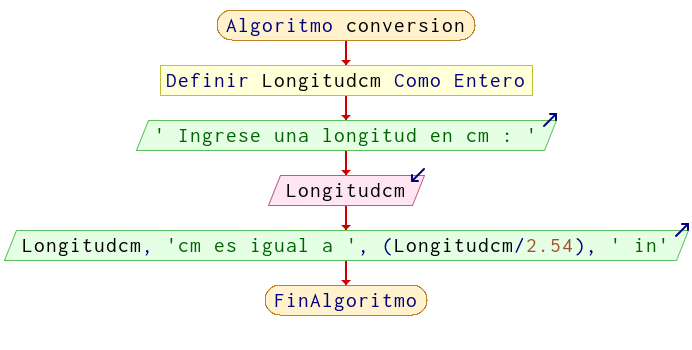 Algoritmo conversion
Definir Longitudcm Como Entero
' Ingrese una longitud en cm : '
Longitudcm
Longitudcm, 'cm es igual a ', (Longitudcm/2.54), ' in'
FinAlgoritmo